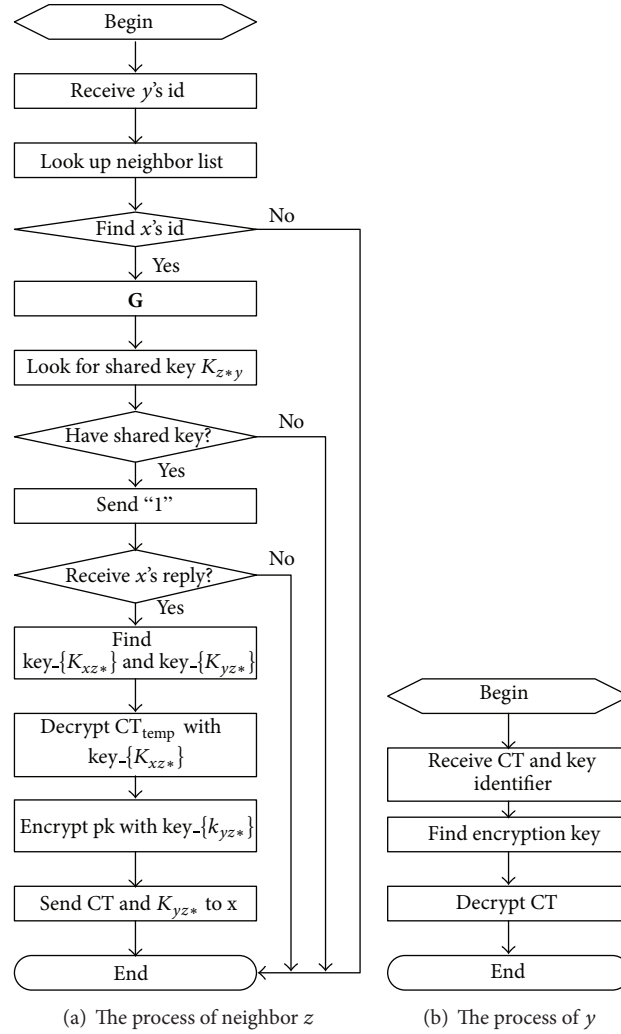 Begin
Receive y's id
Look up neighbor list
Find x's id
No
Yes
G
Look for shared key K_{z*y}
Have shared key?
No
Yes
Send “1”
Receive x's reply?
No
Yes
Find
key_{K_{xz*}} and key_{K_{yz*}}
Decrypt CT_{temp} with
key_{K_{xz*}}
Encrypt pk with key_{k_{yz*}}
Send CT and K_{yz*} to x
End
(a) The process of neighbor z
Begin
Receive CT and key
identifier
Find encryption key
Decrypt CT
End
(b) The process of y